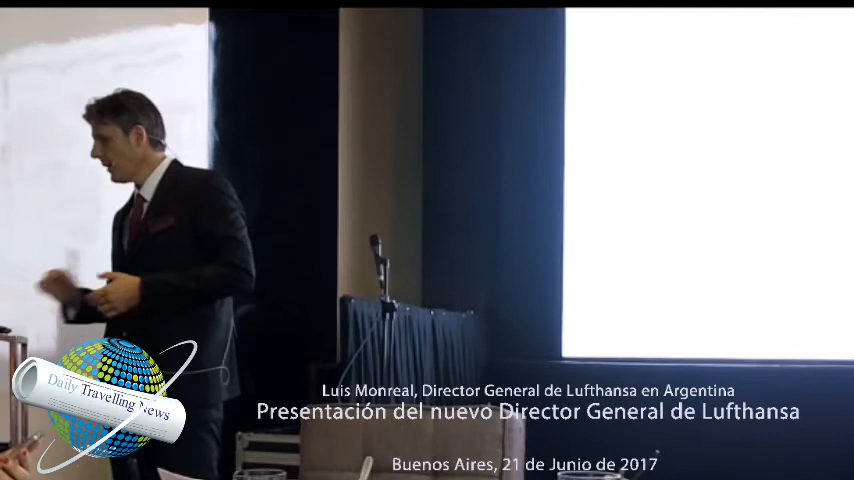 Luis Monreal, Director General de Lufthansa en Argentina
Presentación del nuevo Director General de Lufthansa
Daily Travelling News
Buenos Aires, 21 de Junio de 2017